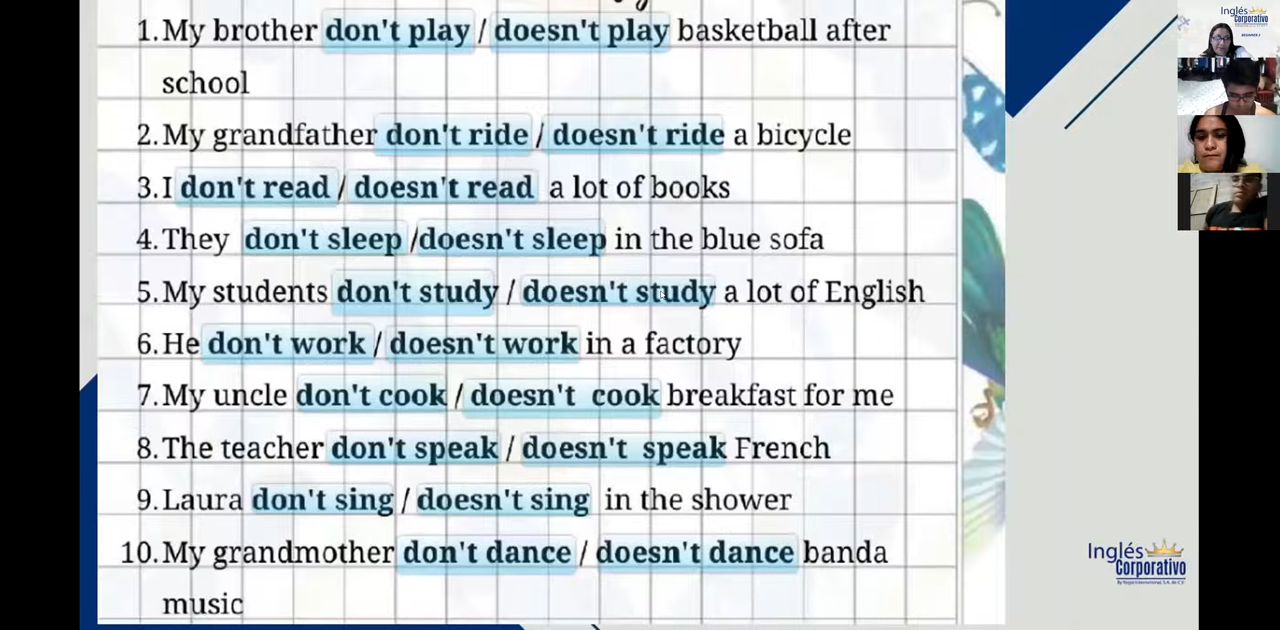 1. My brother don't play / doesn't play basketball after
school
2. My grandfather don't ride / doesn't ride a bicycle
3. I don't read / doesn't read a lot of books
4. They don't sleep /doesn't sleep in the blue sofa
5. My students don't study / doesn't study a lot of English
6. He don't work / doesn't work in a factory
7. My uncle don't cook / doesn't cook breakfast for me
8. The teacher don't speak / doesn't speak French
9. Laura don't sing / doesn't sing in the shower
10. My grandmother don't dance / doesn't dance banda
music
Inglés
Corporativo
Inglés
Corporativo